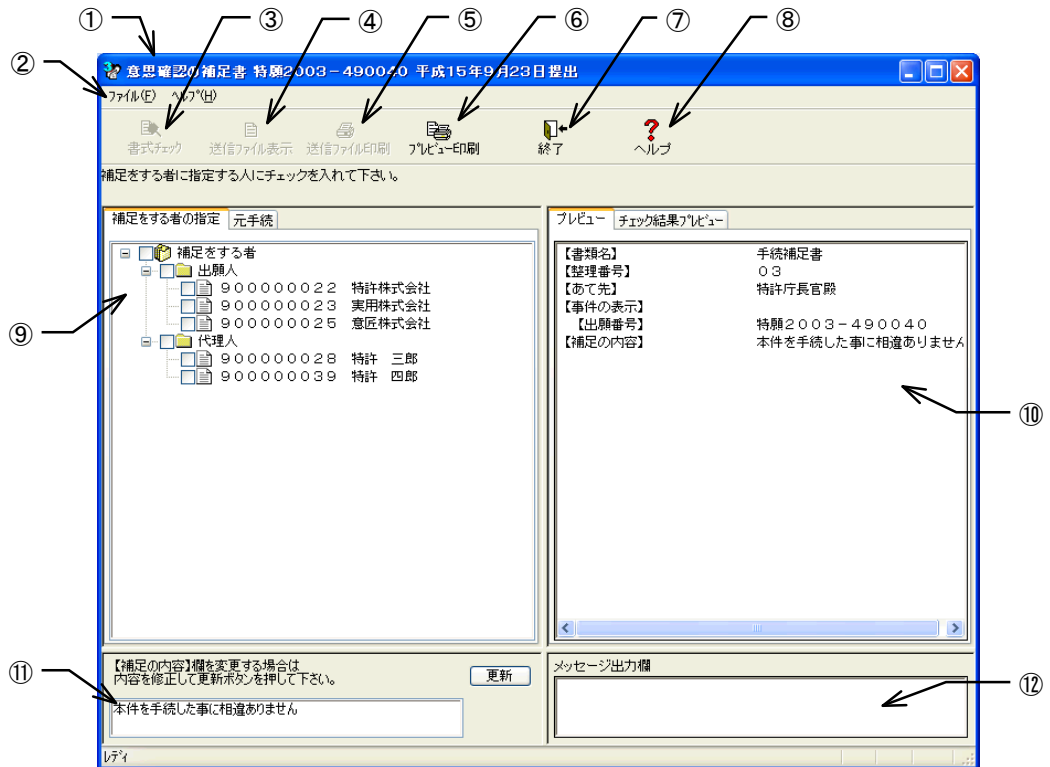 ① ③ ④ ⑤ ⑥ ⑦ ⑧
②
意思確認の補足書 特願2003-490040 平成15年9月23日提出
ファイル(F) ヘルプ(H)
書式チェック 送信ファイル表示 送信ファイル印刷 プレビュー印刷 終了 ヘルプ
補足をする者に指定する人にチェックを入れて下さい。
補足をする者の指定 元手続
補足をする者
出願人
900000022 特許株式会社
900000023 実用株式会社
900000025 意匠株式会社
代理人
900000028 特許 三郎
900000039 特許 四郎
⑨
プレビュー チェック結果プレビュー
【書類名】 手続補足書
【整理番号】 03
【あて先】 特許庁長官殿
【事件の表示】
【出願番号】 特願2003-490040
【補足の内容】 本件を手続した事に相違ありません
⑩
⑪
【補足の内容】欄を変更する場合は
内容を修正して更新ボタンを押して下さい。
更新
本件を手続した事に相違ありません
メッセージ出力欄
⑫
レディ